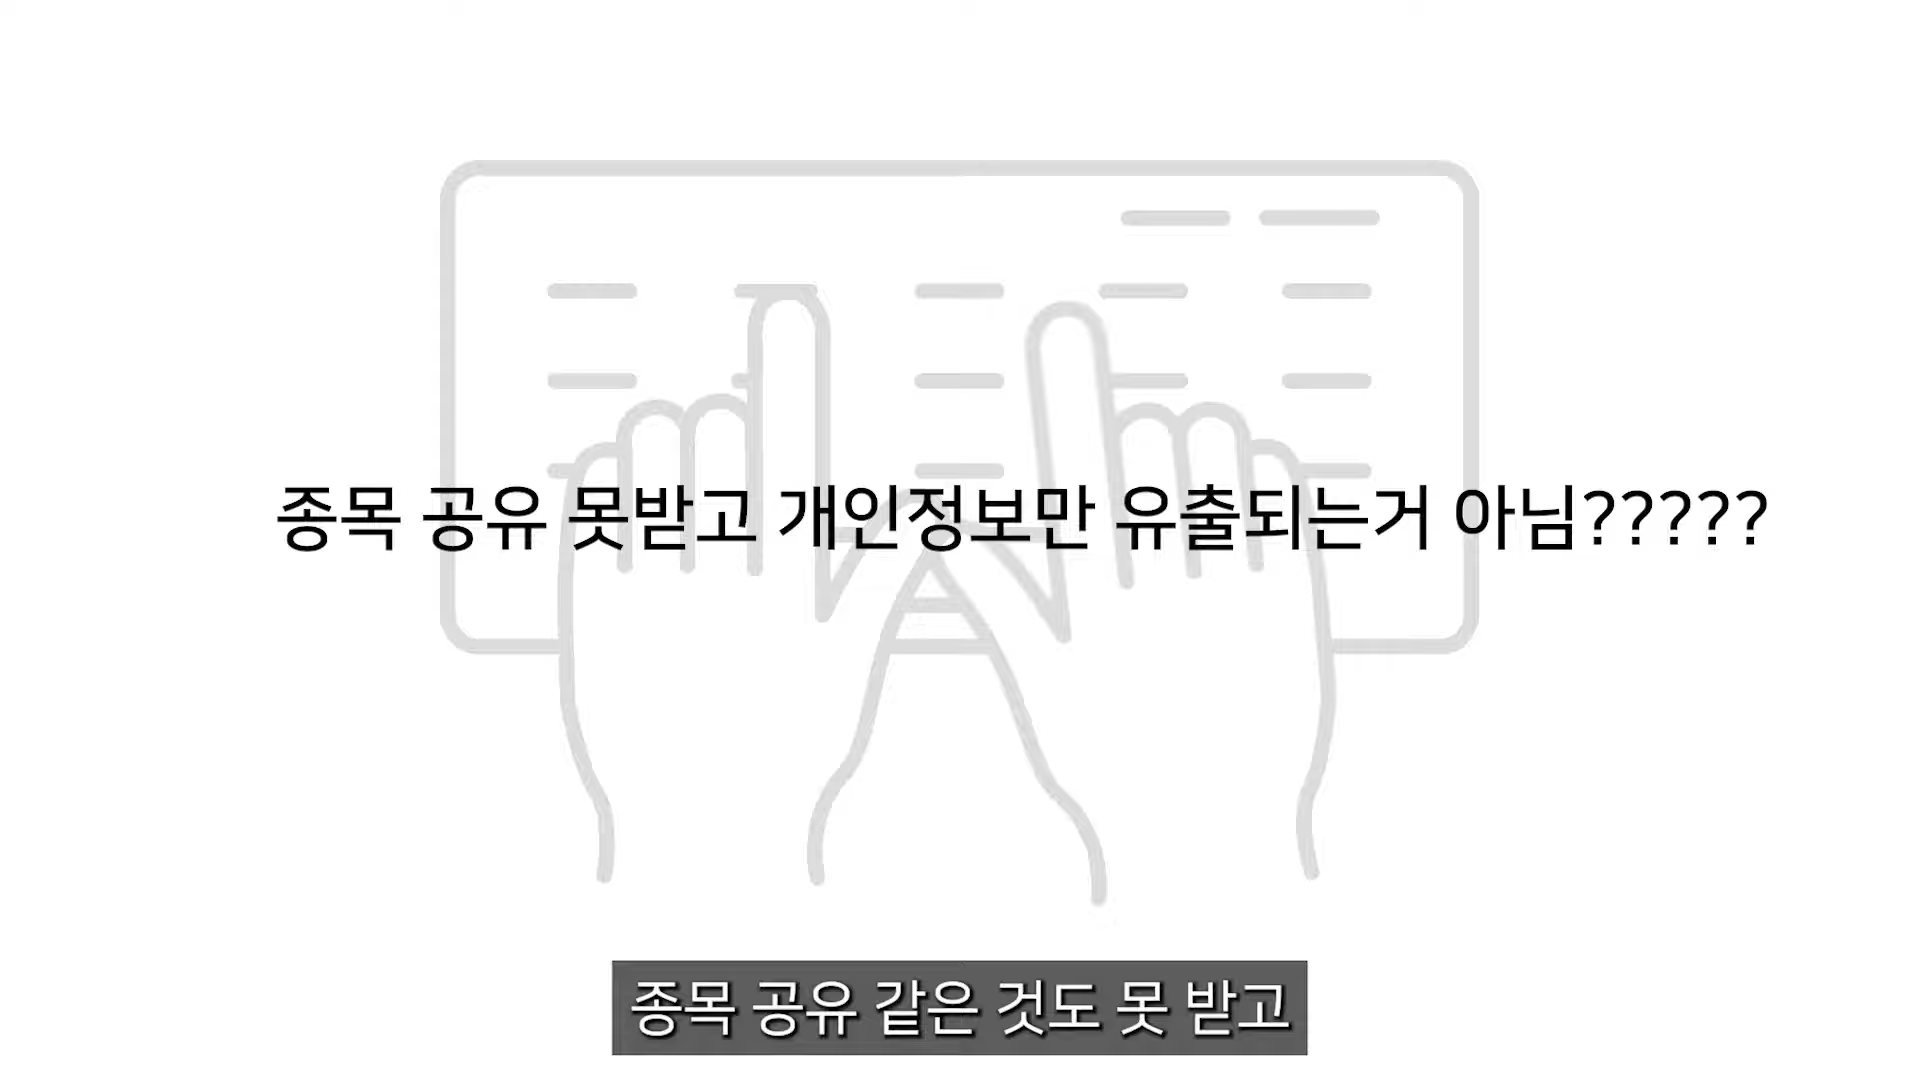 종목 공유 못받고 개인정보만 유출되는거 아님?????
종목 공유 같은 것도 못 받고